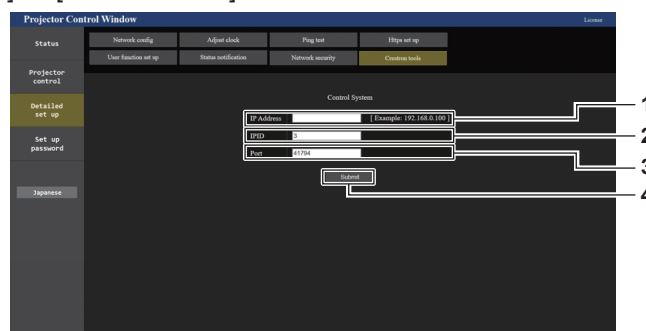 Projector Control Window
License
Status
Network config
Adjust clock
Ping test
Https set up
User function set up
Status notification
Network security
Crestron tools
Projector
control
Detailed
set up
Set up
password
Japanese
Control System
IP Address
[ Example: 192.168.0.100 ]
1
IPID
3
2
Port
41794
3
Submit
4